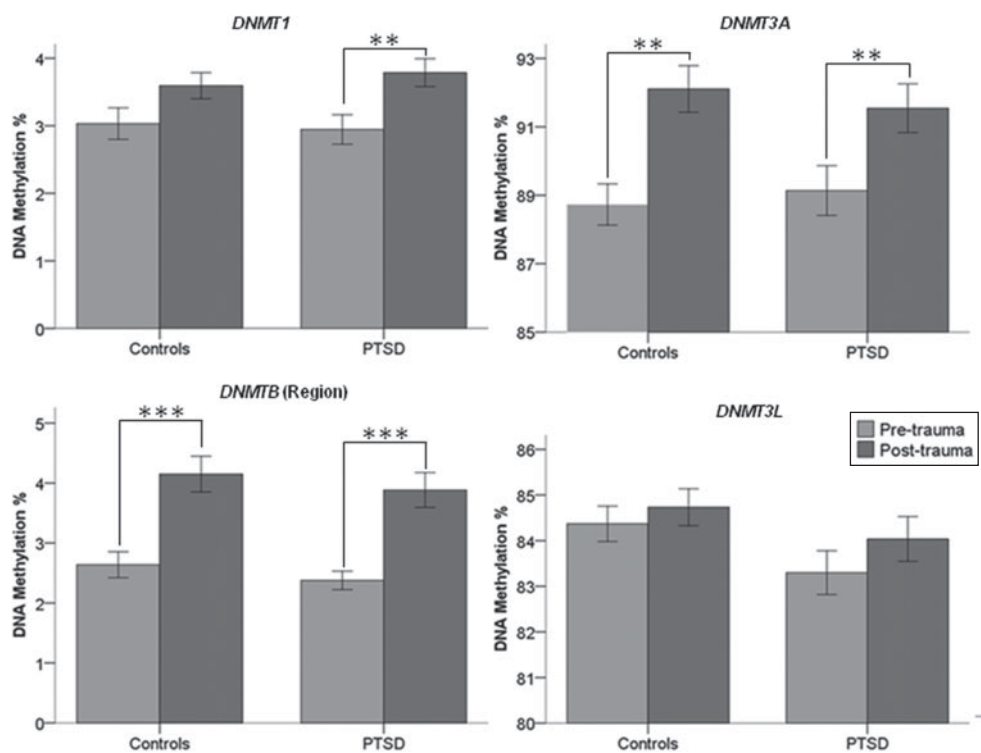 DNMT1
DNA Methylation %
4
3
2
1
0
**
Controls
PTSD
DNMT3A
DNA Methylation %
93
91
89
87
85
**
**
Controls
PTSD
DNMTB (Region)
DNA Methylation %
5
4
3
2
1
0
***
***
Controls
PTSD
DNMT3L
DNA Methylation %
86
85
84
83
82
81
80
Pre-trauma
Post-trauma
Controls
PTSD